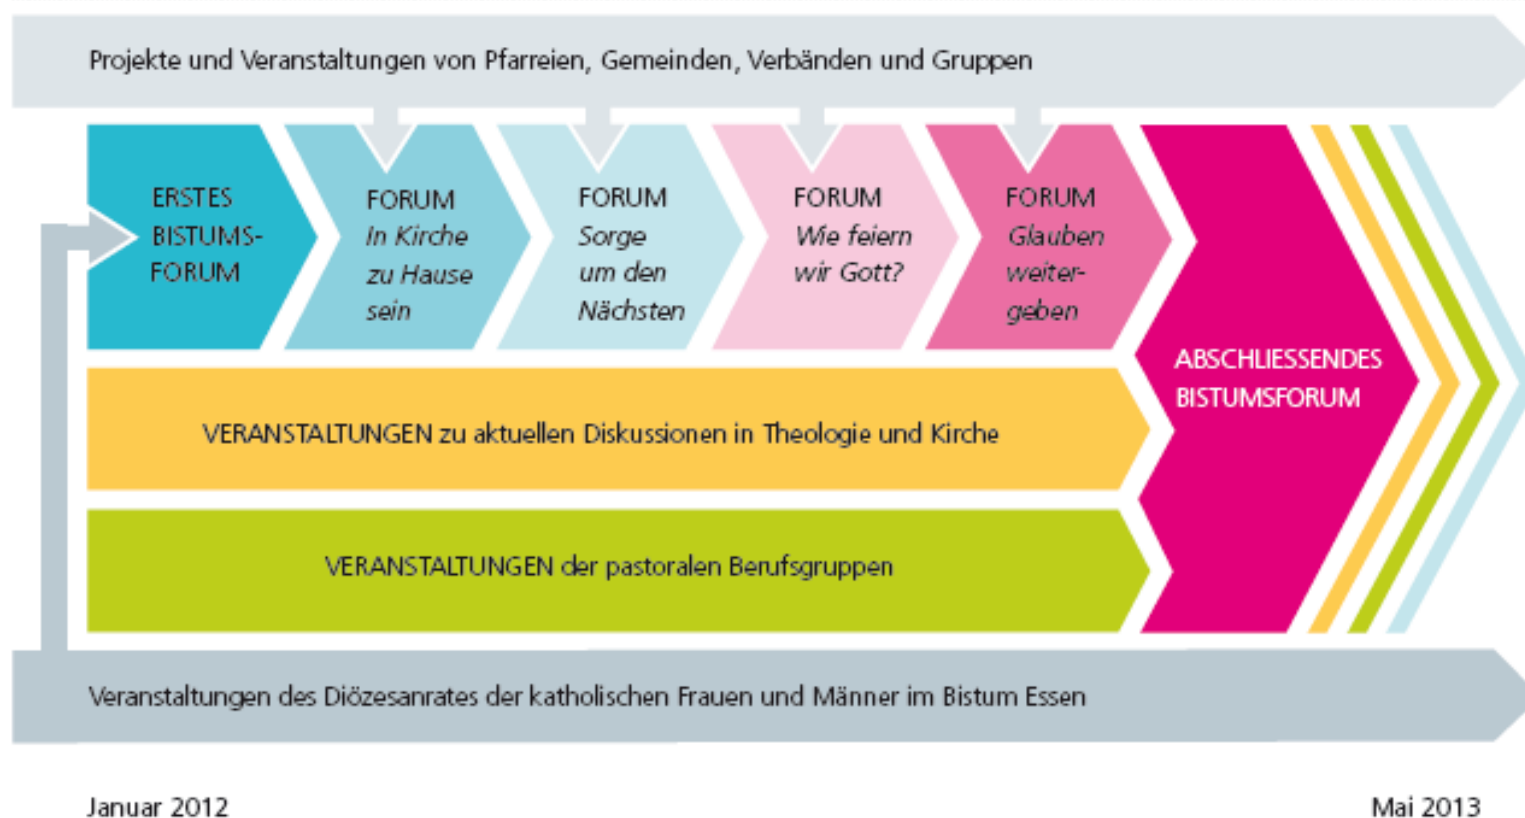 Projekte und Veranstaltungen von Pfarreien, Gemeinden, Verbänden und Gruppen
ERSTES
BISTUMS-
FORUM
FORUM
In Kirche
zu Hause
sein
FORUM
Sorge
um den
Nächsten
FORUM
Wie feiern
wir Gott?
FORUM
Glauben
weiter-
geben
ABSCHLIESSENDES
BISTUMSFORUM
VERANSTALTUNGEN zu aktuellen Diskussionen in Theologie und Kirche
VERANSTALTUNGEN der pastoralen Berufsgruppen
Veranstaltungen des Diözesanrates der katholischen Frauen und Männer im Bistum Essen
Januar 2012
Mai 2013